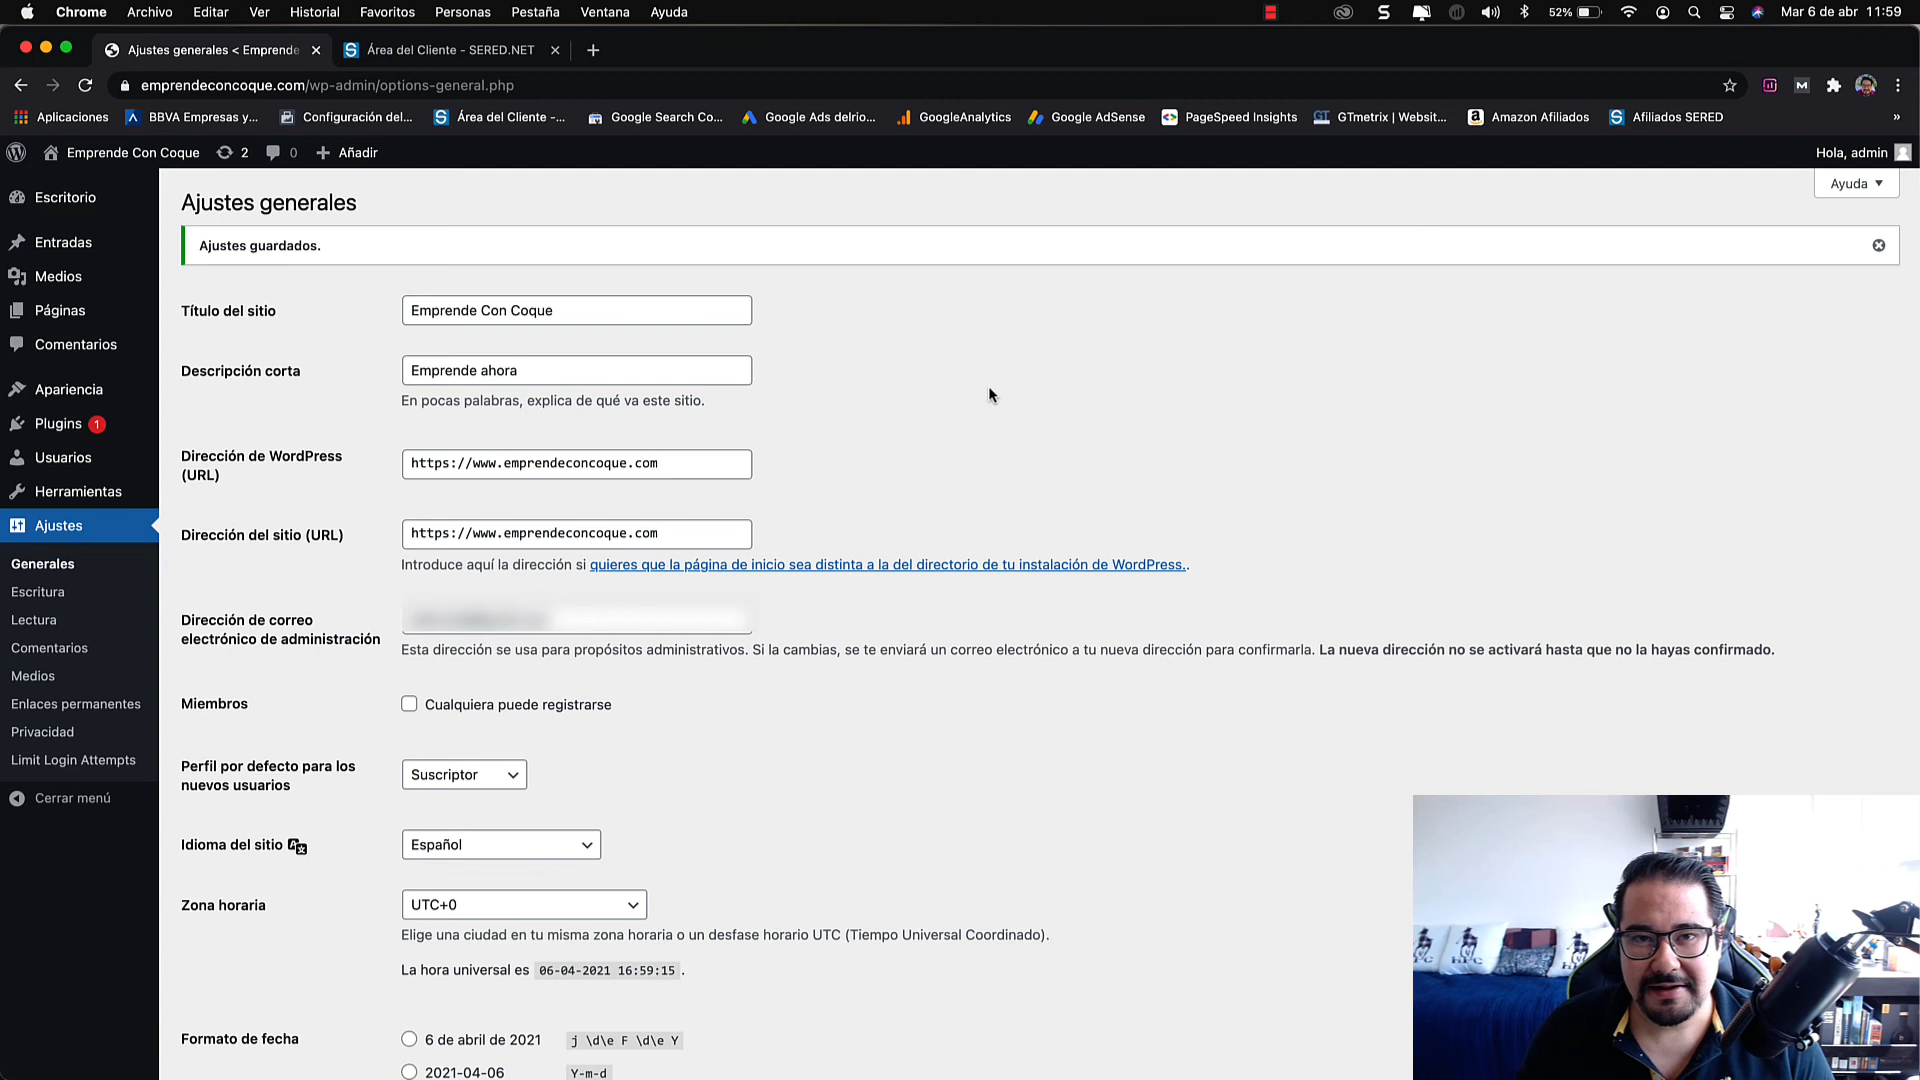 Chrome Archivo Editar Ver Historial Favoritos Personas Pestaña Ventana Ayuda 52% Mar 6 de abr 11:59
Ajustes generales < Emprende Área del Cliente - SERED.NET
emprendeconcoque.com/wp-admin/options-general.php
Aplicaciones BBVA Empresas y... Configuración del... Área del Cliente -... Google Search Co... Google Ads delrio... GoogleAnalytics Google AdSense PageSpeed Insights GTmetrix | Websit... Amazon Afiliados Afiliados SERED »
Emprende Con Coque 2 0 Añadir Hola, admin
Ayuda
Escritorio
Entradas
Medios
Páginas
Comentarios
Apariencia
Plugins 1
Usuarios
Herramientas
Ajustes
Generales
Escritura
Lectura
Comentarios
Medios
Enlaces permanentes
Privacidad
Limit Login Attempts
Cerrar menú
Ajustes generales
Ajustes guardados.
Título del sitio Emprende Con Coque
Descripción corta Emprende ahora
En pocas palabras, explica de qué va este sitio.
Dirección de WordPress
(URL)
https://www.emprendeconcoque.com
Dirección del sitio (URL) https://www.emprendeconcoque.com
Introduce aquí la dirección si quieres que la página de inicio sea distinta a la del directorio de tu instalación de WordPress..
Dirección de correo
electrónico de administración
Esta dirección se usa para propósitos administrativos. Si la cambias, se te enviará un correo electrónico a tu nueva dirección para confirmarla. La nueva dirección no se activará hasta que no la hayas confirmado.
Miembros Cualquiera puede registrarse
Perfil por defecto para los
nuevos usuarios
Suscriptor
Idioma del sitio Español
Zona horaria UTC+0
Elige una ciudad en tu misma zona horaria o un desfase horario UTC (Tiempo Universal Coordinado).
La hora universal es 06-04-2021 16:59:15 .
Formato de fecha 6 de abril de 2021 j \d\e F \d\e Y
2021-04-06 Y-m-d